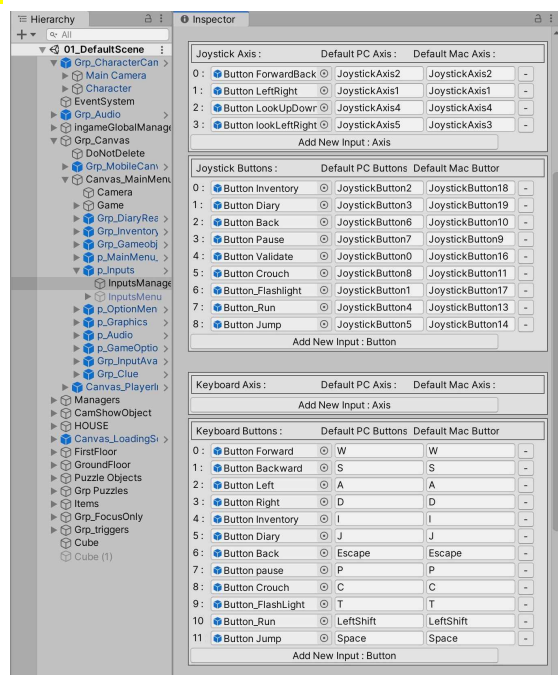 Hierarchy
All
01_DefaultScene
Grp_CharacterCan
Main Camera
Character
EventSystem
Grp_Audio
ingameGlobalManage
Grp_Canvas
DoNotDelete
Grp_MobileCanv
Canvas_MainMenu
Camera
Game
Grp_DiaryRea
Grp_Inventory
Grp_Gameobj
p_MainMenu_
p_Inputs
InputsManage
InputsMenu
p_OptionMen
p_Graphics
p_Audio
p_GameOptio
Grp_InputAva
Grp_Clue
Canvas_PlayerIn
Managers
CamShowObject
HOUSE
Canvas_LoadingSc
FirstFloor
GroundFloor
Puzzle Objects
Grp Puzzles
Items
Grp_FocusOnly
Grp_triggers
Cube
Cube (1)
Inspector
Joystick Axis : Default PC Axis : Default Mac Axis :
0 : Button ForwardBack JoystickAxis2 JoystickAxis2 -
1 : Button LeftRight JoystickAxis1 JoystickAxis1 -
2 : Button LookUpDown JoystickAxis4 JoystickAxis4 -
3 : Button lookLeftRight JoystickAxis5 JoystickAxis3 -
Add New Input : Axis
Joystick Buttons : Default PC Buttons Default Mac Buttor
0 : Button Inventory JoystickButton2 JoystickButton18 -
1 : Button Diary JoystickButton3 JoystickButton19 -
2 : Button Back JoystickButton6 JoystickButton10 -
3 : Button Pause JoystickButton7 JoystickButton9 -
4 : Button Validate JoystickButton0 JoystickButton16 -
5 : Button Crouch JoystickButton8 JoystickButton11 -
6 : Button_Flashlight JoystickButton1 JoystickButton17 -
7 : Button_Run JoystickButton4 JoystickButton13 -
8 : Button Jump JoystickButton5 JoystickButton14 -
Add New Input : Button
Keyboard Axis : Default PC Axis : Default Mac Axis :
Add New Input : Axis
Keyboard Buttons : Default PC Buttons Default Mac Buttor
0 : Button Forward W W -
1 : Button Backward S S -
2 : Button Left A A -
3 : Button Right D D -
4 : Button Inventory I I -
5 : Button Diary J J -
6 : Button Back Escape Escape -
7 : Button pause P P -
8 : Button Crouch C C -
9 : Button_FlashLight T T -
10 Button_Run LeftShift LeftShift -
11 Button Jump Space Space -
Add New Input : Button